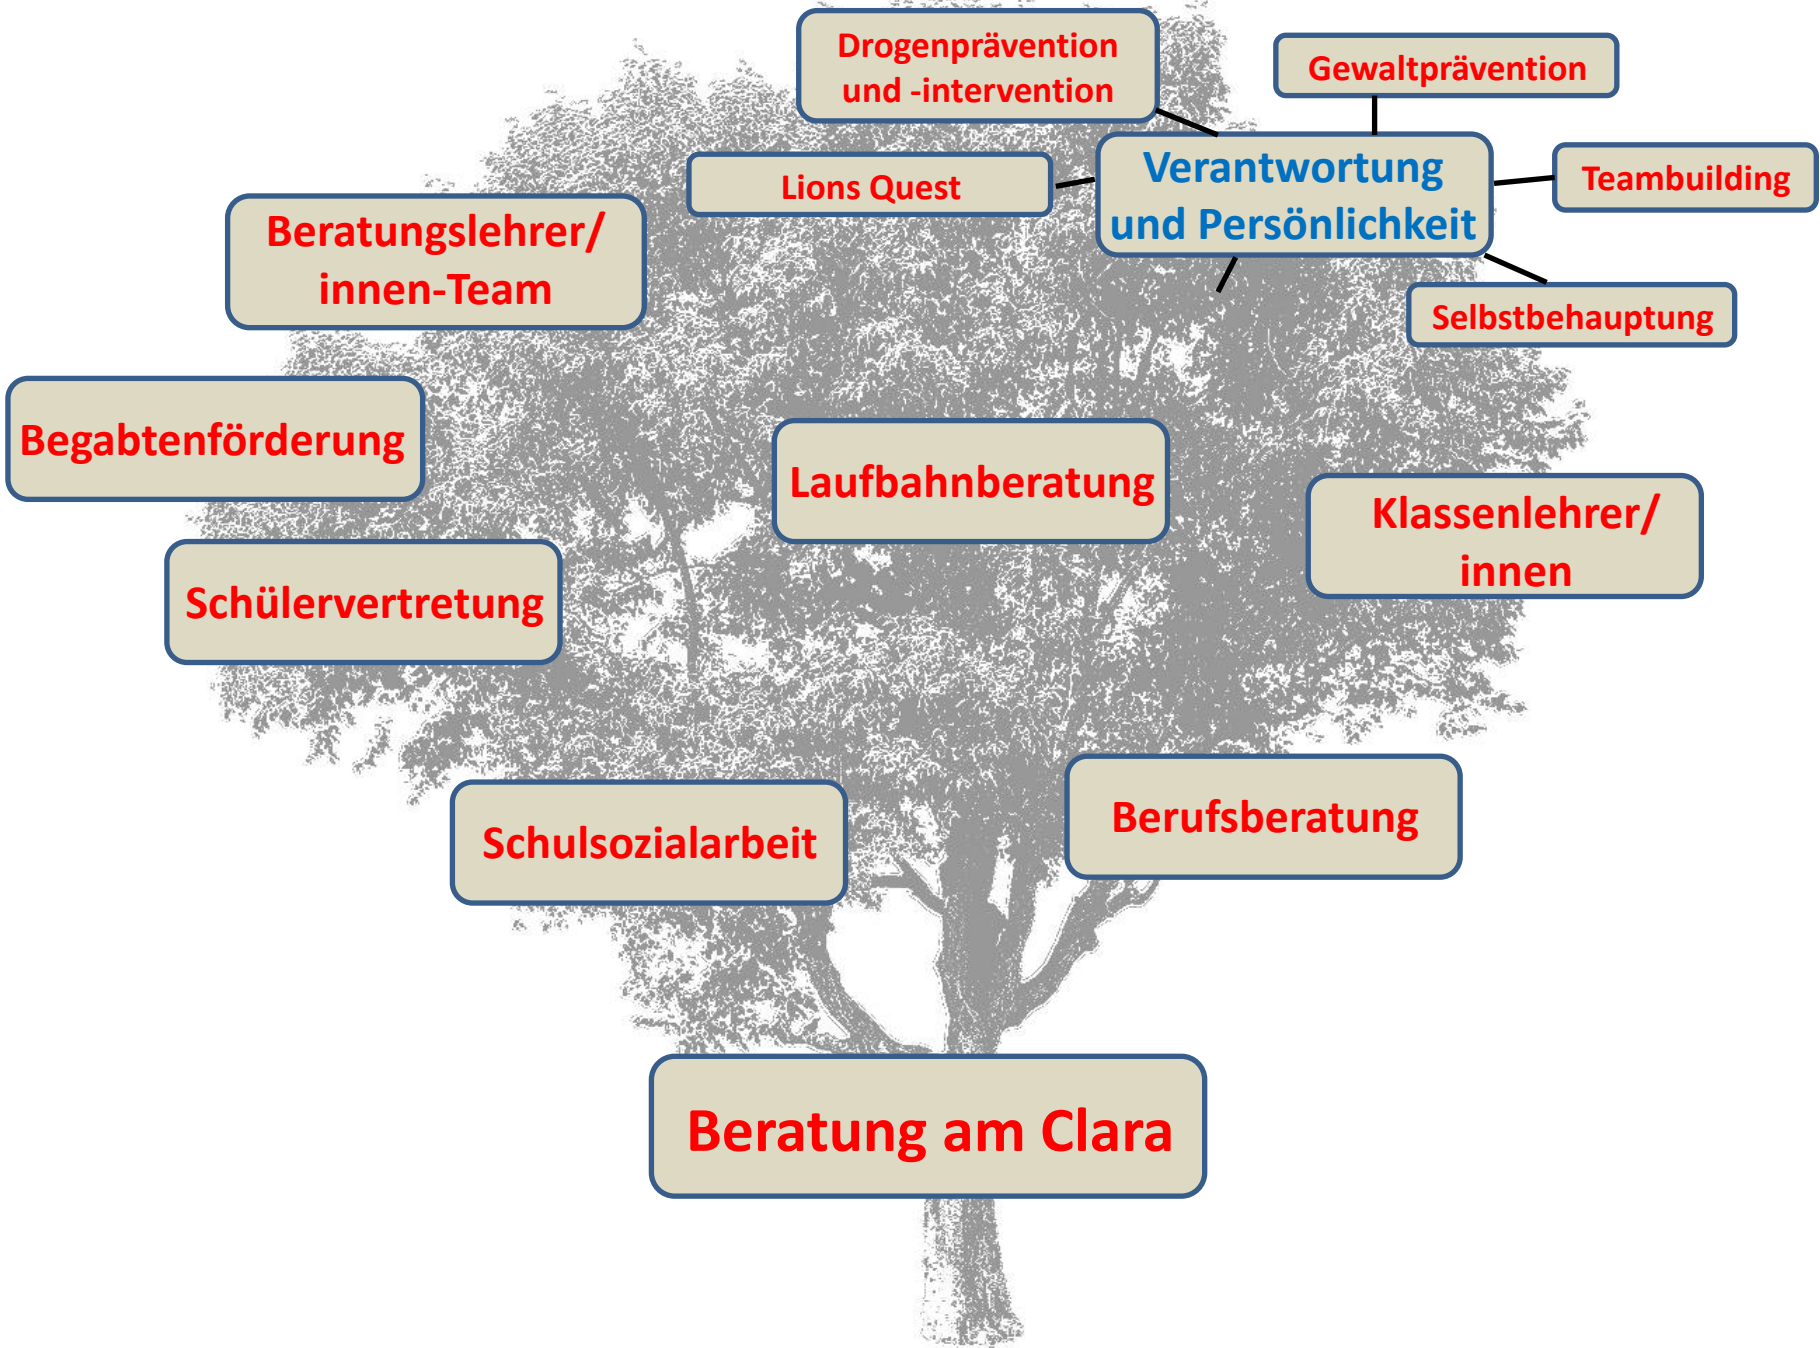 Drogenprävention
und -intervention
Gewaltprävention
Verantwortung
und Persönlichkeit
Lions Quest
Teambuilding
Beratungslehrer/
innen-Team
Selbstbehauptung
Begabtenförderung
Laufbahnberatung
Klassenlehrer/
innen
Schülervertretung
Schulsozialarbeit
Berufsberatung
Beratung am Clara